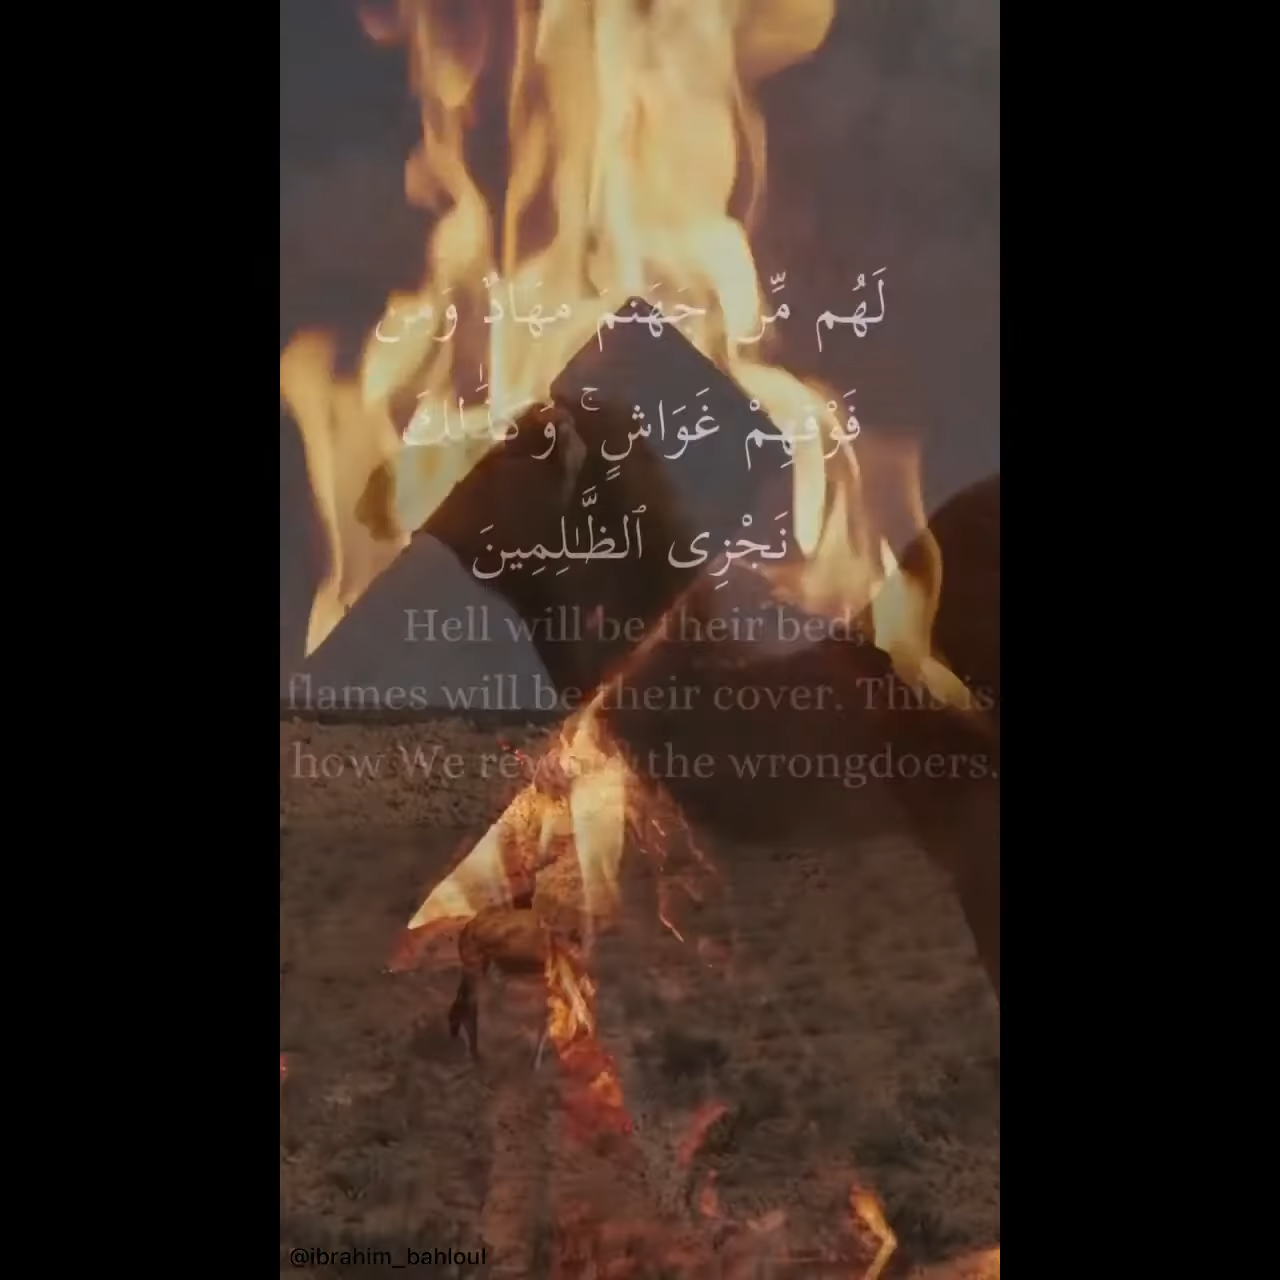 لَهُم مِّن جَهَنَّمَ مِهَادٌ وَمِن
فَوْقِهِمْ غَوَاشٍ ۚ وَكَذَٰلِكَ
نَجْزِى ٱلظَّـٰلِمِينَ
Hell will be their bed;
flames will be their cover. This is
how We reward the wrongdoers.
@ibrahim_bahloul